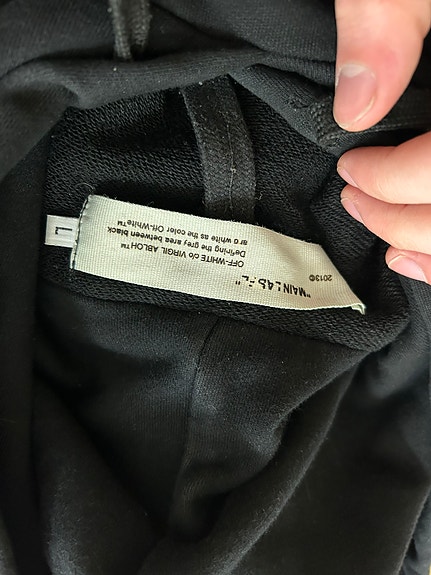 "MAIN LABEL"
2013©
OFF-WHITE c/o VIRGIL ABLOH™
Defining the grey area between black
and white as the color Off-White™
L